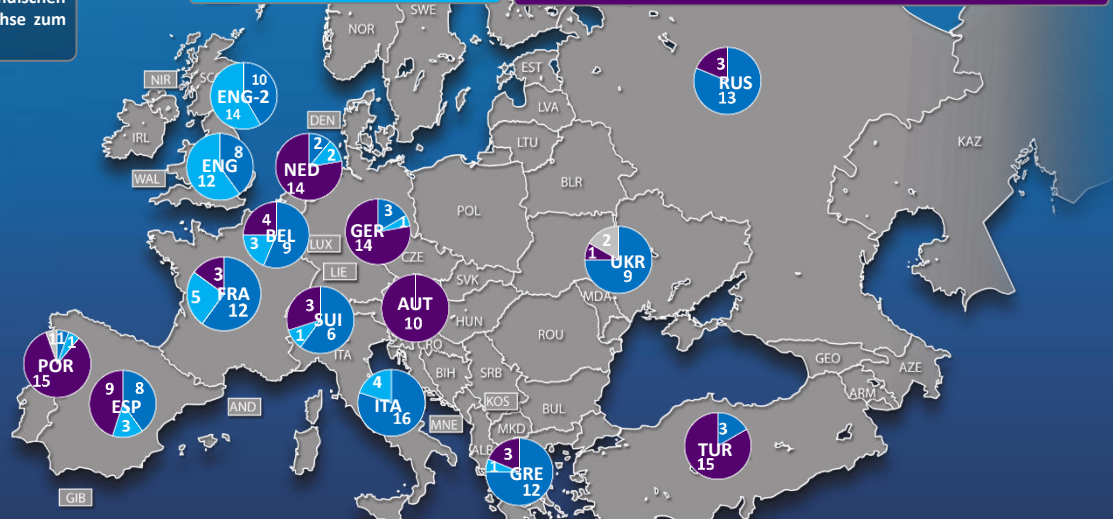 ndischen
hse zum
SWE
NOR
3
RUS
13
EST
NIR
SC
10
ENG-2
14
LVA
DEN
IRL
KAZ
LTU
2
2
NED
14
8
ENG
12
WAL
BLR
POL
3
1
GER
14
4
BEL
3
9
LUX
2
1
UKR
9
CZE
LIE
SVK
3
FRA
5
12
AUT
10
MDA
3
SUI
1
6
HUN
ROU
CRO
ITA
1
1
1
POR
15
GEO
AZE
BIH
SRB
ARM
4
ITA
16
9
8
ESP
3
KOS
AND
BUL
MNE
MKD
3
TUR
15
ALB
3
1
GRE
12
GIB